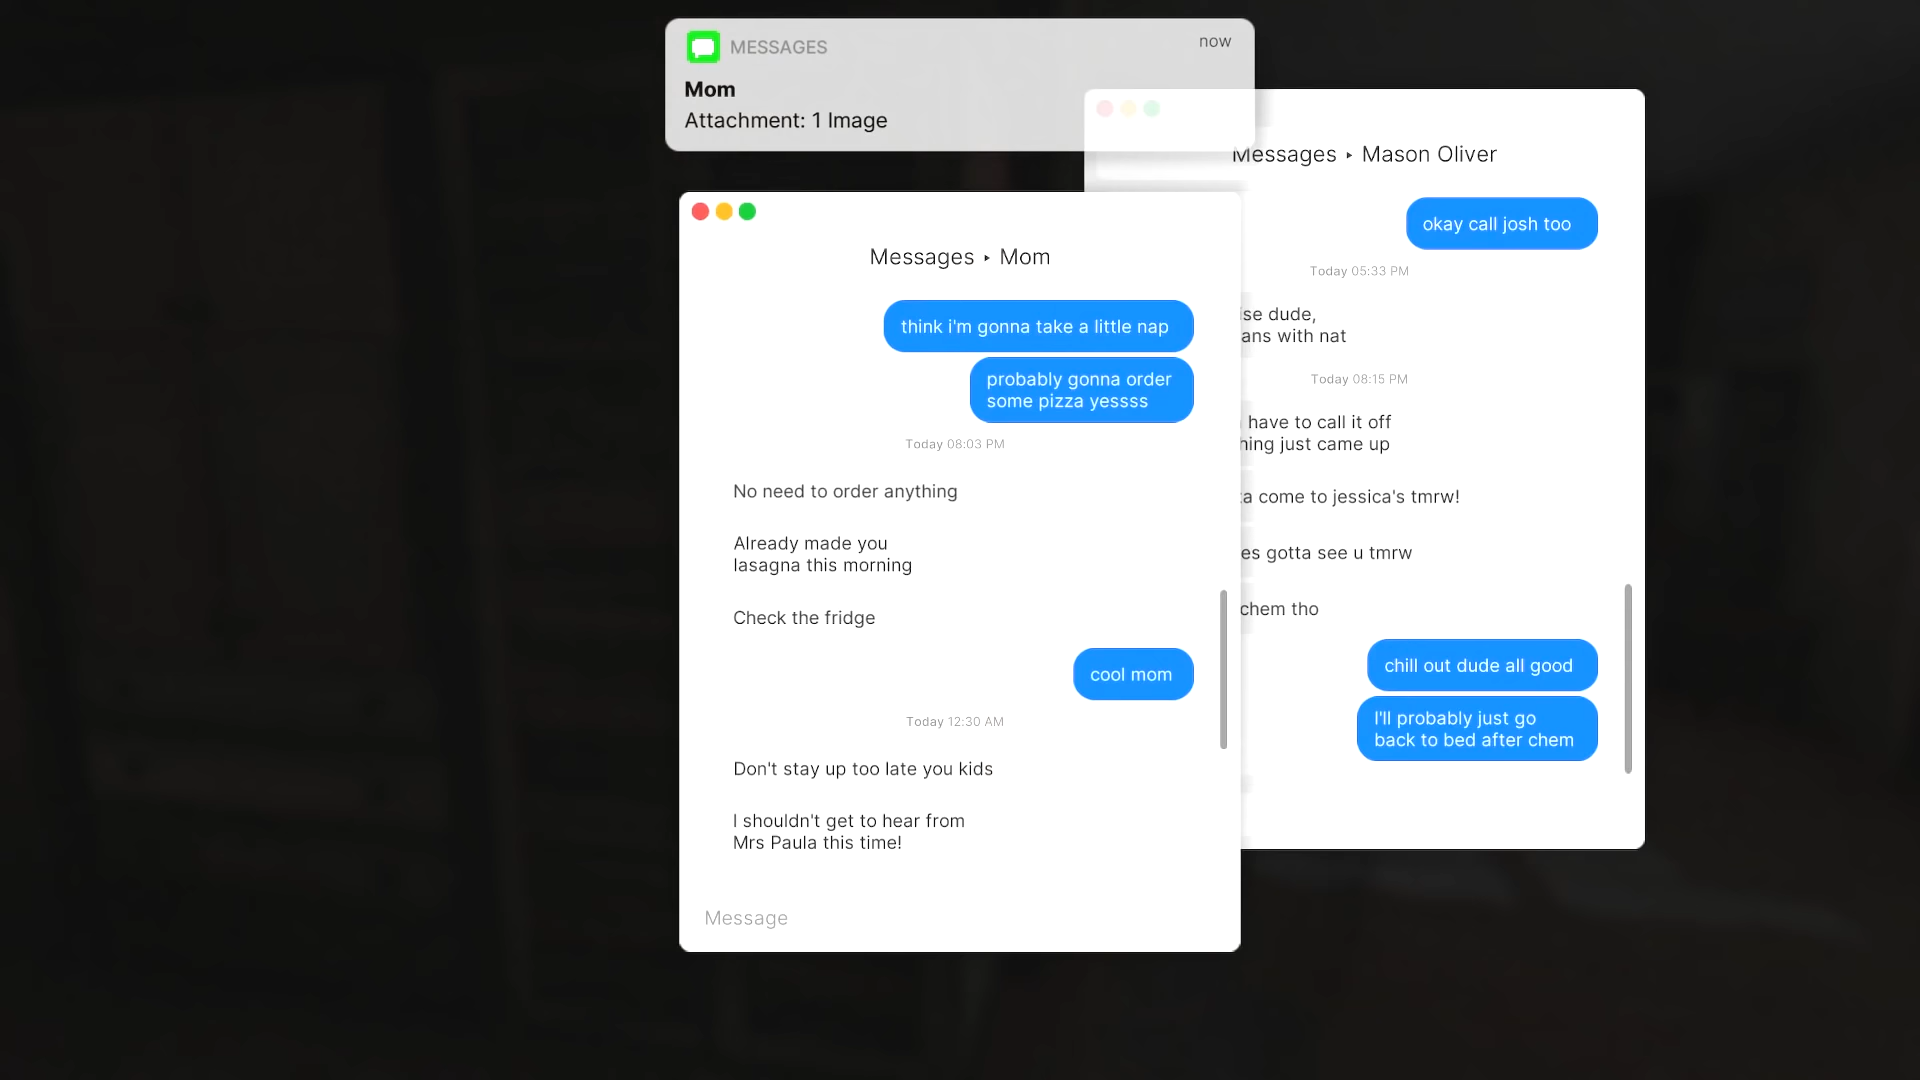 MESSAGES
now
Mom
Attachment: 1 Image
Messages ‣ Mom
think i'm gonna take a little nap
probably gonna order
some pizza yessss
Today 08:03 PM
No need to order anything
Already made you
lasagna this morning
Check the fridge
cool mom
Today 12:30 AM
Don't stay up too late you kids
I shouldn't get to hear from
Mrs Paula this time!
Message
Messages ‣ Mason Oliver
okay call josh too
Today 05:33 PM
dude,
with nat
Today 08:15 PM
have to call it off
just came up
come to jessica's tmrw!
gotta see u tmrw
chem tho
chill out dude all good
I'll probably just go
back to bed after chem